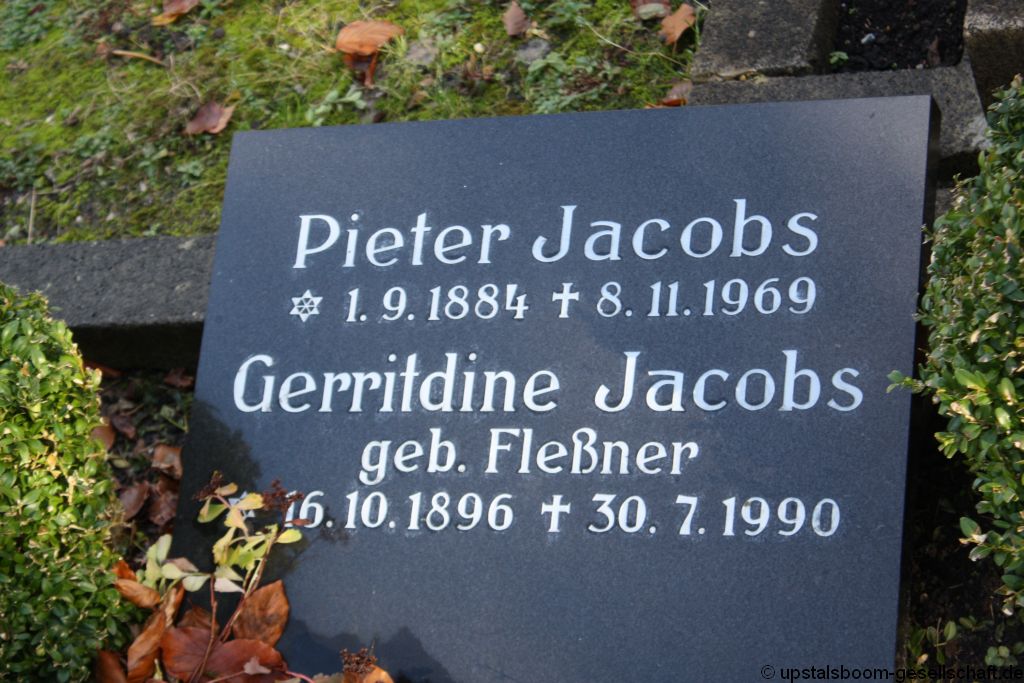 Pieter Jacobs
✡ 1. 9. 1884 ✝ 8. 11. 1969
Gerritdine Jacobs
geb. Fleßner
16. 10. 1896 ✝ 30. 7. 1990
© upstalsboom-gesellschaft.de